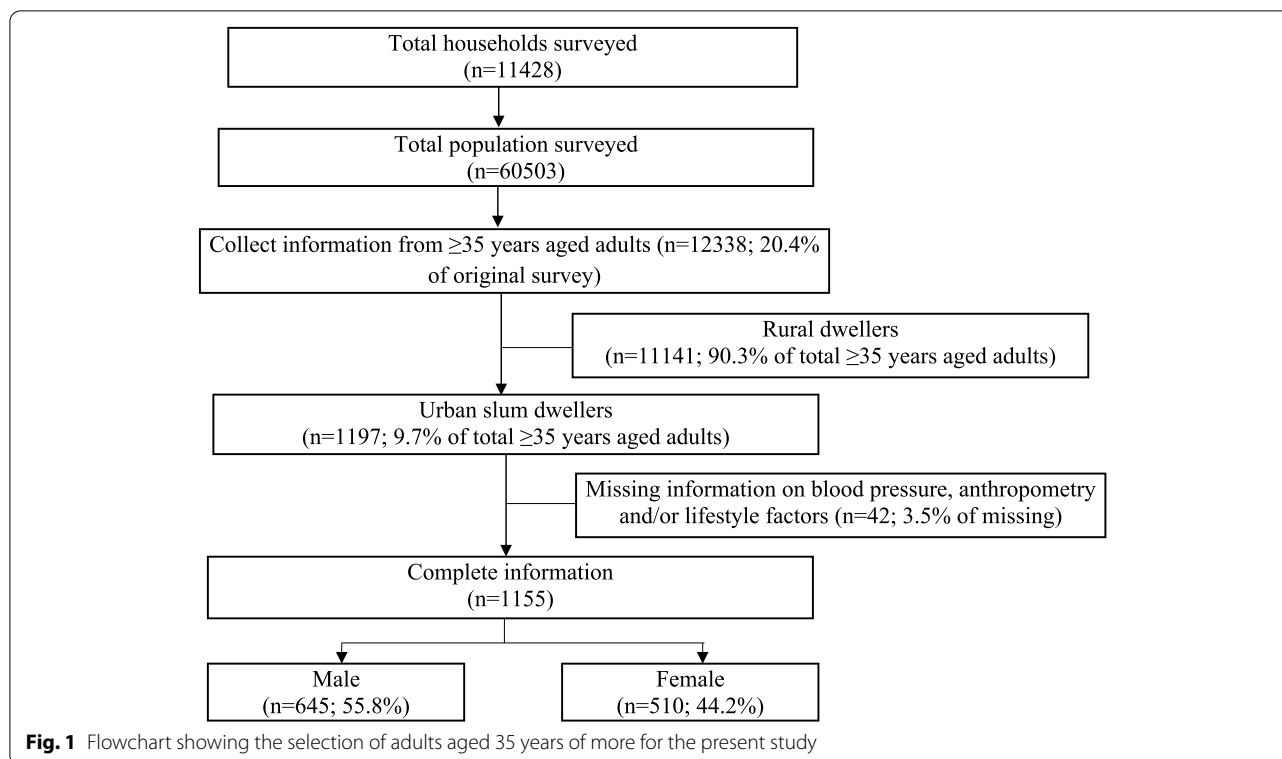 Total households surveyed
(n=11428)
Total population surveyed
(n=60503)
Collect information from ≥35 years aged adults (n=12338; 20.4%
of original survey)
Rural dwellers
(n=11141; 90.3% of total ≥35 years aged adults)
Urban slum dwellers
(n=1197; 9.7% of total ≥35 years aged adults)
Missing information on blood pressure, anthropometry
and/or lifestyle factors (n=42; 3.5% of missing)
Complete information
(n=1155)
Male
(n=645; 55.8%)
Female
(n=510; 44.2%)
Fig. 1 Flowchart showing the selection of adults aged 35 years of more for the present study